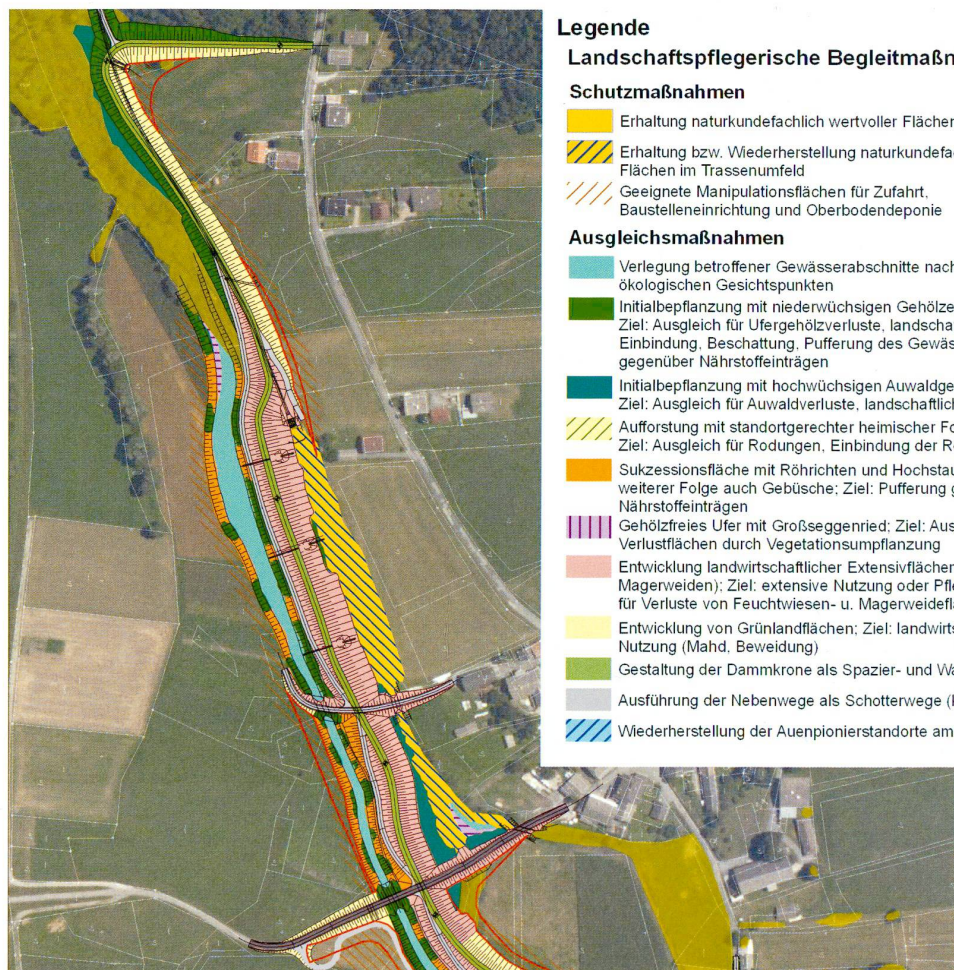 Legende
Landschaftspflegerische Begleitmaßn
Schutzmaßnahmen
Erhaltung naturkundefachlich wertvoller Flächen
Erhaltung bzw. Wiederherstellung naturkundefa
Flächen im Trassenumfeld
Geeignete Manipulationsflächen für Zufahrt,
Baustelleneinrichtung und Oberbodendeponie
Ausgleichsmaßnahmen
Verlegung betroffener Gewässerabschnitte nach
ökologischen Gesichtspunkten
Initialbepflanzung mit niederwüchsigen Gehölze
Ziel: Ausgleich für Ufergehölzverluste, landscha
Einbindung, Beschattung, Pufferung des Gewäs
gegenüber Nährstoffeinträgen
Initialbepflanzung mit hochwüchsigen Auwaldge
Ziel: Ausgleich für Auwaldverluste, landschaftlich
Aufforstung mit standortgerechter heimischer Fo
Ziel: Ausgleich für Rodungen, Einbindung der R
Sukzessionsfläche mit Röhrichten und Hochstau
weiterer Folge auch Gebüsche; Ziel: Pufferung g
Nährstoffeinträgen
Gehölzfreies Ufer mit Großseggenried; Ziel: Aus
Verlustflächen durch Vegetationsumpflanzung
Entwicklung landwirtschaftlicher Extensivflächen
Magerweiden); Ziel: extensive Nutzung oder Pfle
für Verluste von Feuchtwiesen- u. Magerweidefl
Entwicklung von Grünlandflächen; Ziel: landwirts
Nutzung (Mahd, Beweidung)
Gestaltung der Dammkrone als Spazier- und Wa
Ausführung der Nebenwege als Schotterwege (
Wiederherstellung der Auenpionierstandorte am